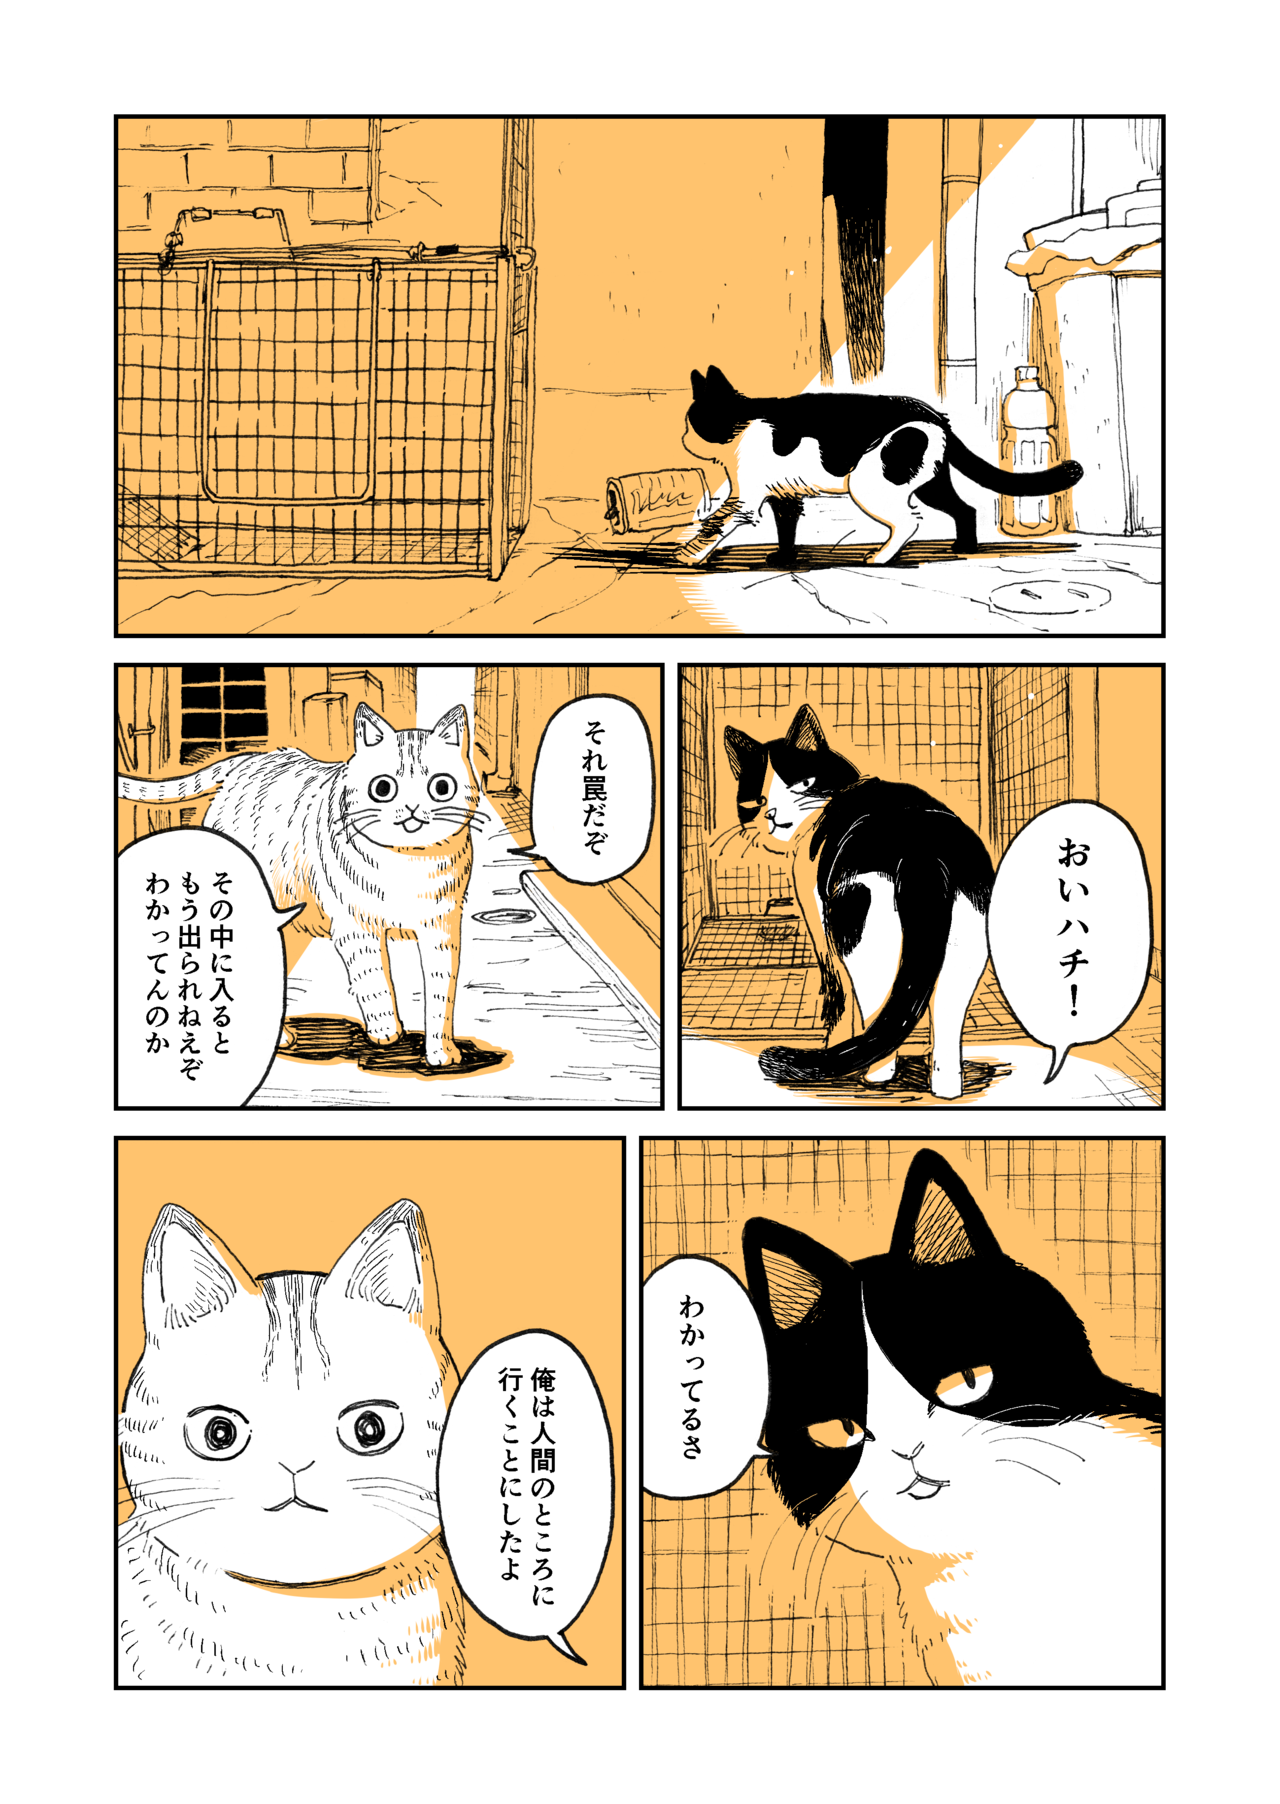 おいハチ！
それ罠だぞ
その中に入ると
もう出られねえぞ
わかってんのか
わかってるさ
俺は人間のところに
行くことにしたよ